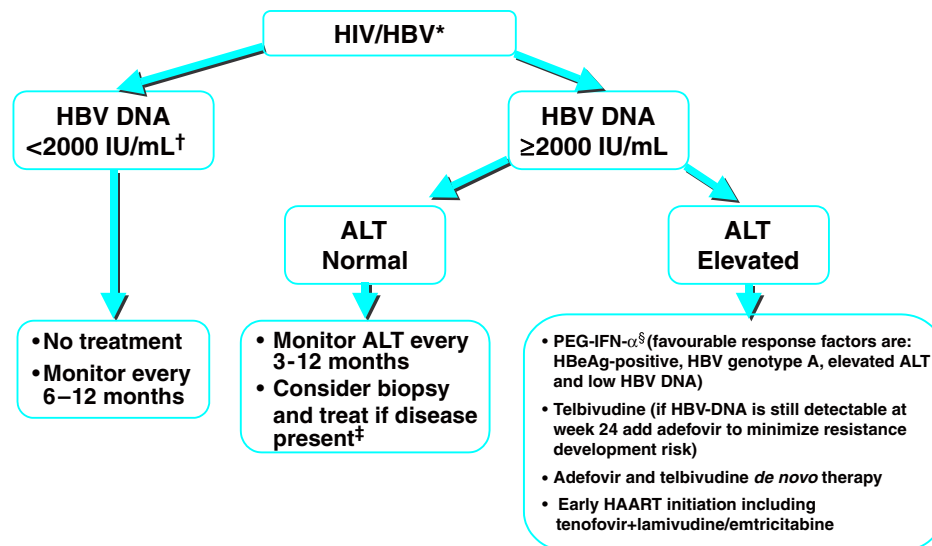 HIV/HBV*
HBV DNA
<2000 IU/mL†
HBV DNA
≥2000 IU/mL
ALT
Normal
ALT
Elevated
• No treatment
• Monitor every
6–12 months
• Monitor ALT every
3-12 months
• Consider biopsy
and treat if disease
present‡
• PEG-IFN-α§ (favourable response factors are:
HBeAg-positive, HBV genotype A, elevated ALT
and low HBV DNA)
• Telbivudine (if HBV-DNA is still detectable at
week 24 add adefovir to minimize resistance
development risk)
• Adefovir and telbivudine de novo therapy
• Early HAART initiation including
tenofovir+lamivudine/emtricitabine